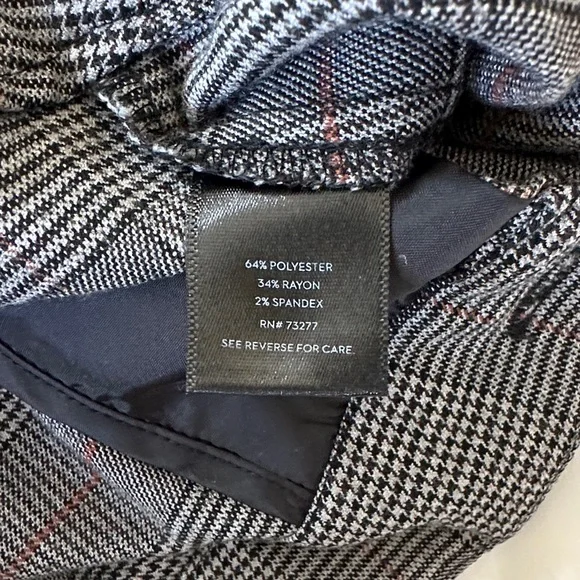 64% POLYESTER
34% RAYON
2% SPANDEX
RN# 73277
SEE REVERSE FOR CARE.